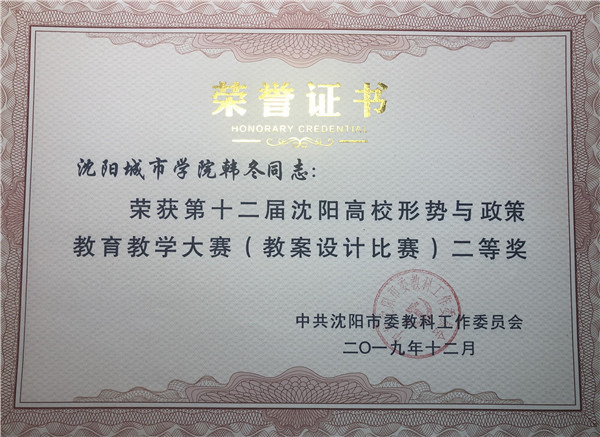 荣誉证书
HONORARY CREDENTIAL
沈阳城市学院韩冬同志：
荣获第十二届沈阳高校形势与政策
教育教学大赛（教案设计比赛）二等奖
中共沈阳市委教科工作委员会
二〇一九年十二月